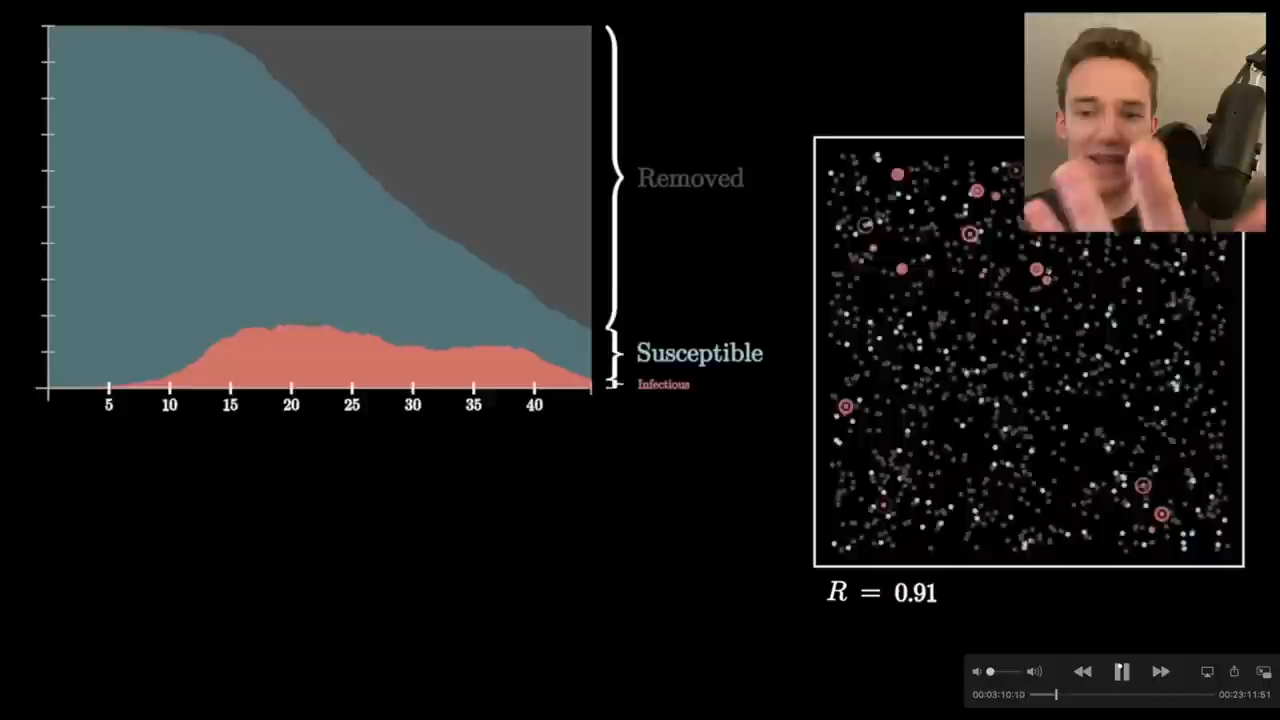 Removed
Susceptible
Infectious
5 10 15 20 25 30 35 40
R = 0.91
00:03:10:10 00:23:11:51